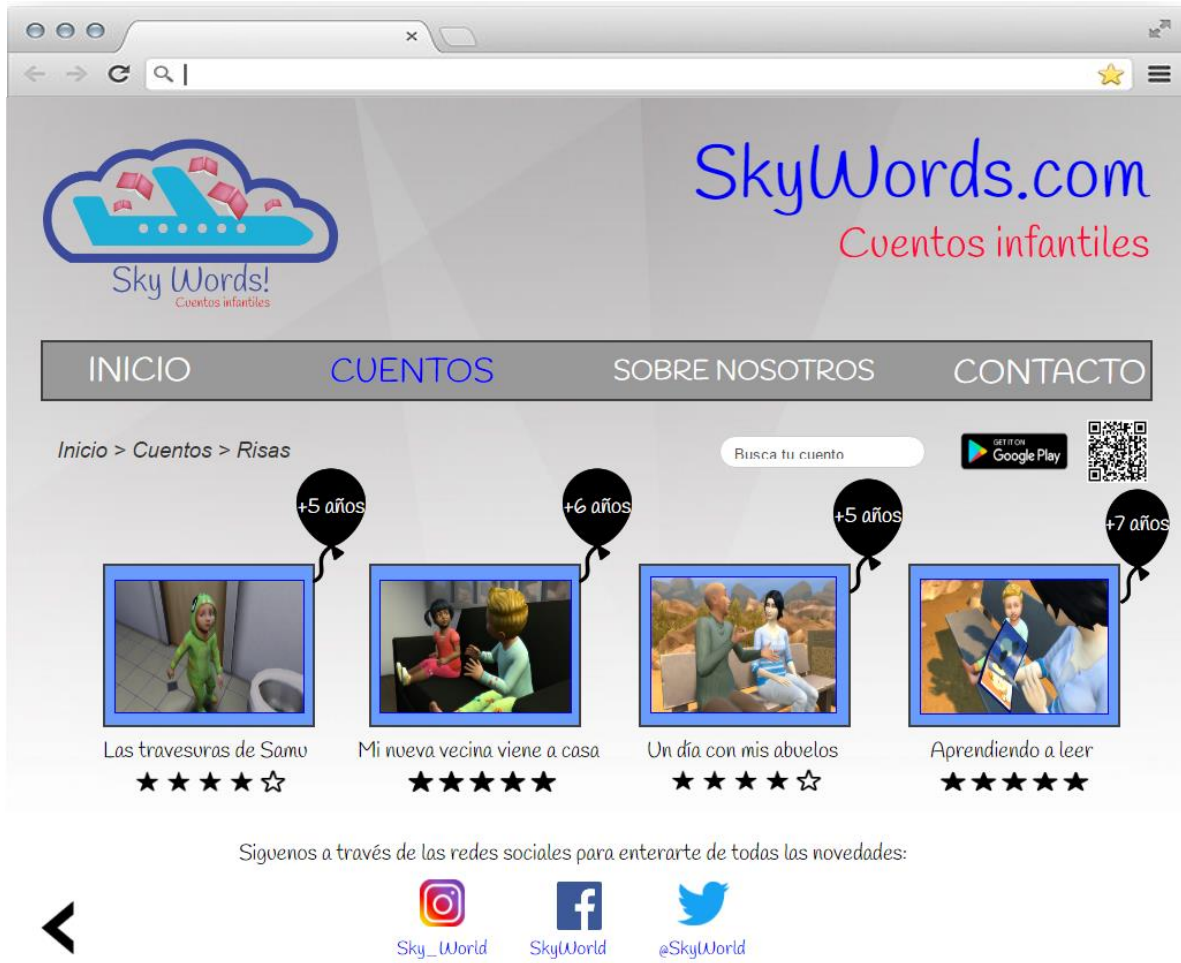 SkyWords.com
Cuentos infantiles
Sky Words!
Cuentos infantiles
INICIO CUENTOS SOBRE NOSOTROS CONTACTO
Inicio > Cuentos > Risas
Busca tu cuento
GET IT ON
Google Play
+5 años
+6 años
+5 años
+7 años
Las travesuras de Samu
Mi nueva vecina viene a casa
Un día con mis abuelos
Aprendiendo a leer
Siguenos a través de las redes sociales para enterarte de todas las novedades:
Sky_World SkyWorld @SkyWorld